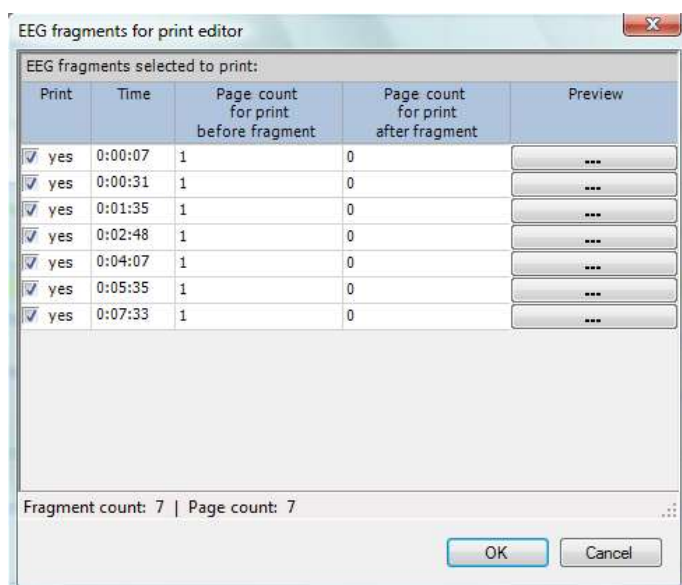 EEG fragments for print editor
EEG fragments selected to print:
Print Time Page count for print before fragment Page count for print after fragment Preview
yes 0:00:07 1 0 ...
yes 0:00:31 1 0 ...
yes 0:01:35 1 0 ...
yes 0:02:48 1 0 ...
yes 0:04:07 1 0 ...
yes 0:05:35 1 0 ...
yes 0:07:33 1 0 ...
Fragment count: 7 | Page count: 7
OK Cancel